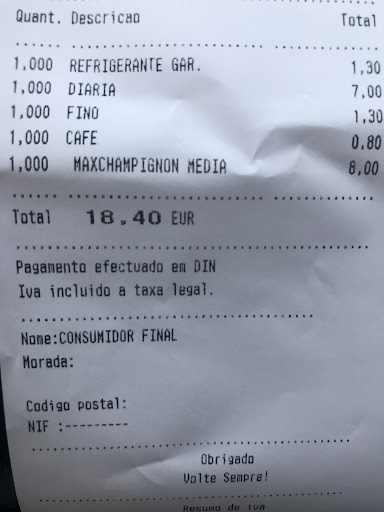 Quant. Descricao Total
1,000 REFRIGERANTE GAR. 1,30
1,000 DIARIA 7,00
1,000 FINO 1,30
1,000 CAFE 0,80
1,000 MAXCHAMPIGNON MEDIA 8,00
Total 18,40 EUR
Pagamento efectuado em DIN
Iva incluido a taxa legal.
Nome:CONSUMIDOR FINAL
Morada:
Codigo postal:
NIF :---------
Obrigado
Volte Sempre!
Resumo de iva